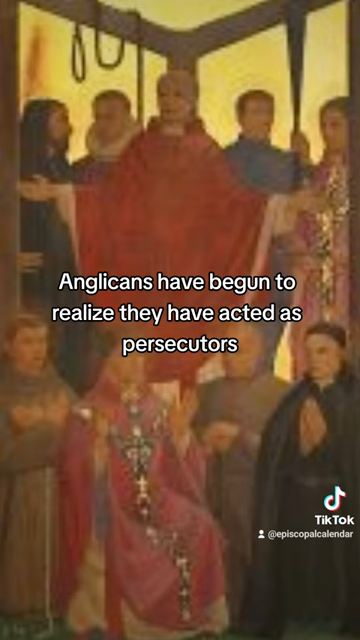 Anglicans have begun to
realize they have acted as
persecutors
TikTok
@episcopalcalendar